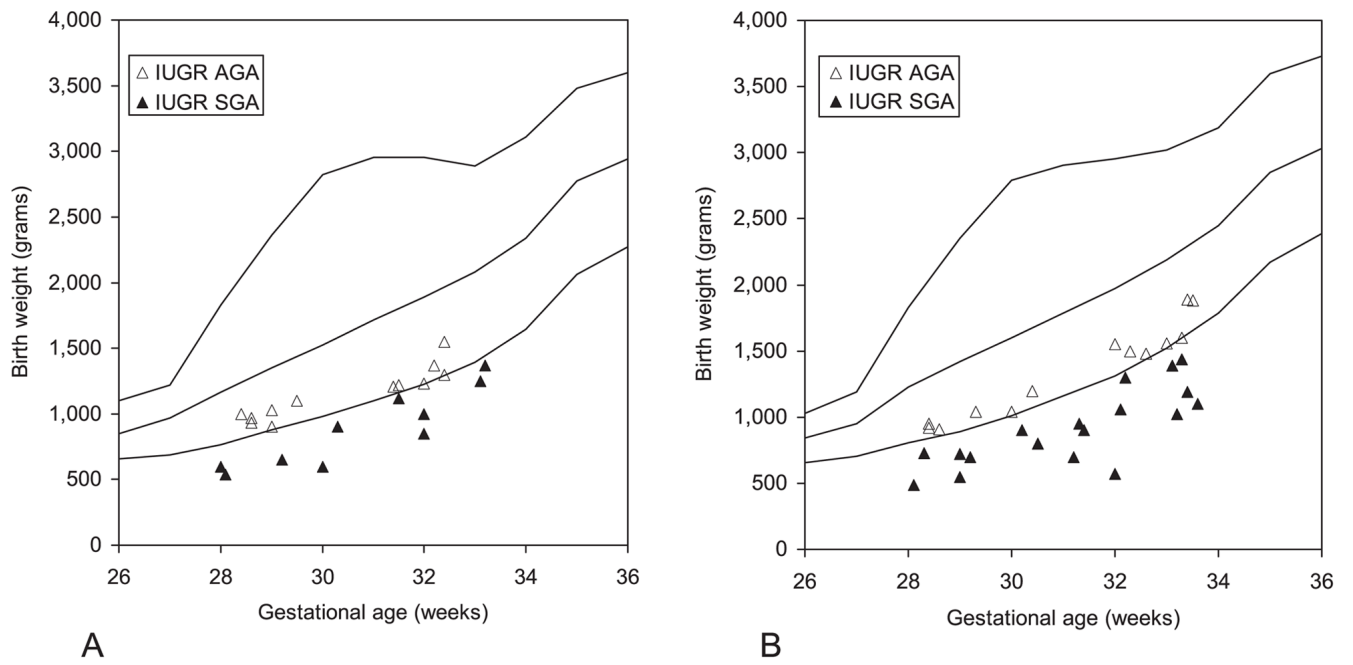 4,000
3,500
3,000
2,500
2,000
1,500
1,000
500
0
Birth weight (grams)
IUGR AGA
IUGR SGA
26 28 30 32 34 36
Gestational age (weeks)
A
4,000
3,500
3,000
2,500
2,000
1,500
1,000
500
0
Birth weight (grams)
IUGR AGA
IUGR SGA
26 28 30 32 34 36
Gestational age (weeks)
B